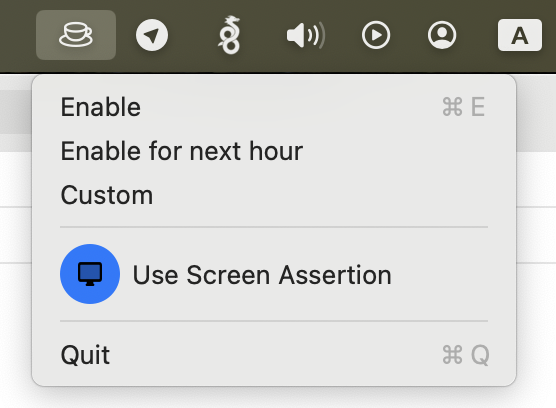 A
Enable ⌘ E
Enable for next hour
Custom
Use Screen Assertion
Quit ⌘ Q